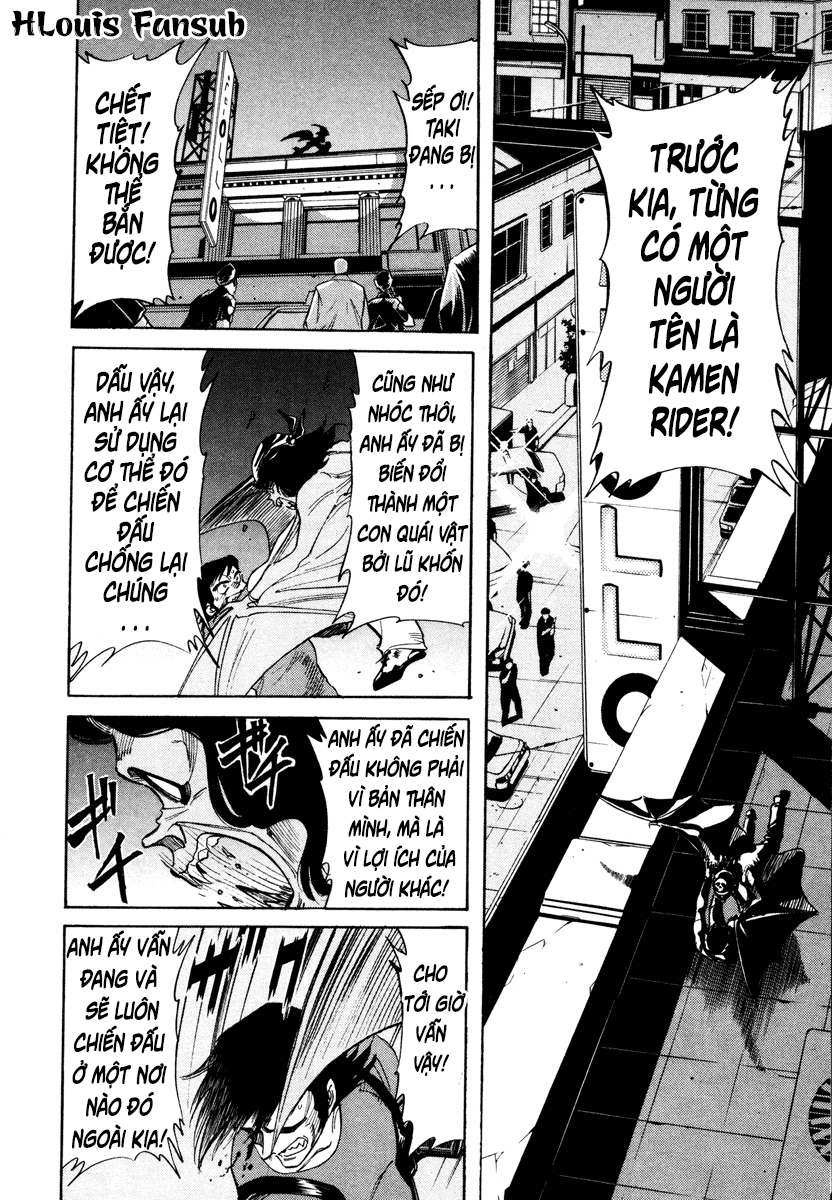 HLouis Fansub
TRƯỚC
KIA, TỪNG
CÓ MỘT
NGƯỜI
TÊN LÀ
KAMEN
RIDER!
SẾP ƠI!
TAKI
ĐANG BỊ
...
CHẾT
TIỆT!
KHÔNG
THỂ
BẮN
ĐƯỢC!
CŨNG NHƯ
NHÓC THÔI,
ANH ẤY ĐÃ BỊ
BIẾN ĐỔI
THÀNH MỘT
CON QUÁI VẬT
BỞI LŨ KHỐN
ĐÓ!
DẪU VẬY,
ANH ẤY LẠI
SỬ DỤNG
CƠ THỂ ĐÓ
ĐỂ CHIẾN
ĐẤU
CHỐNG LẠI
CHÚNG
...
ANH ẤY ĐÃ CHIẾN
ĐẤU KHÔNG PHẢI
VÌ BẢN THÂN
MÌNH, MÀ LÀ
VÌ LỢI ÍCH CỦA
NGƯỜI KHÁC!
ギギ
ギチ
CHO
TỚI GIỜ
VẪN
VẬY!
ANH ẤY VẪN
ĐANG VÀ
SẼ LUÔN
CHIẾN ĐẤU
Ở MỘT NƠI
NÀO ĐÓ
NGOÀI KIA!
LLO